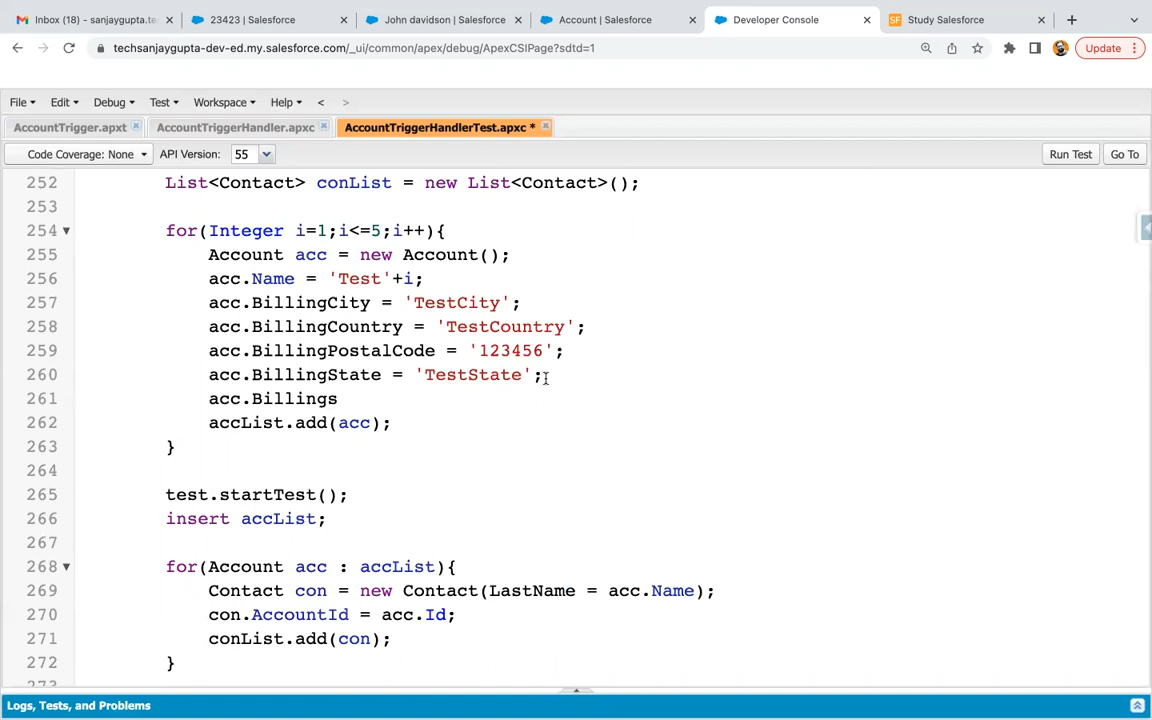 Inbox (18) - sanjaygupta.te
23423 | Salesforce
John davidson | Salesforce
Account | Salesforce
Developer Console
SF Study Salesforce
techsanjaygupta-dev-ed.my.salesforce.com/_ui/common/apex/debug/ApexCSIPage?sdtd=1
Update
File Edit Debug Test Workspace Help < >
AccountTrigger.apxt AccountTriggerHandler.apxc AccountTriggerHandlerTest.apxc *
Code Coverage: None API Version: 55 Run Test Go To
252 List<Contact> conList = new List<Contact>();
253
254 for(Integer i=1;i<=5;i++){
255 Account acc = new Account();
256 acc.Name = 'Test'+i;
257 acc.BillingCity = 'TestCity';
258 acc.BillingCountry = 'TestCountry';
259 acc.BillingPostalCode = '123456';
260 acc.BillingState = 'TestState';
261 acc.Billings
262 accList.add(acc);
263 }
264
265 test.startTest();
266 insert accList;
267
268 for(Account acc : accList){
269 Contact con = new Contact(LastName = acc.Name);
270 con.AccountId = acc.Id;
271 conList.add(con);
272 }
Logs, Tests, and Problems